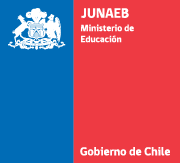 JUNAEB
Ministerio de
Educación
Gobierno de Chile